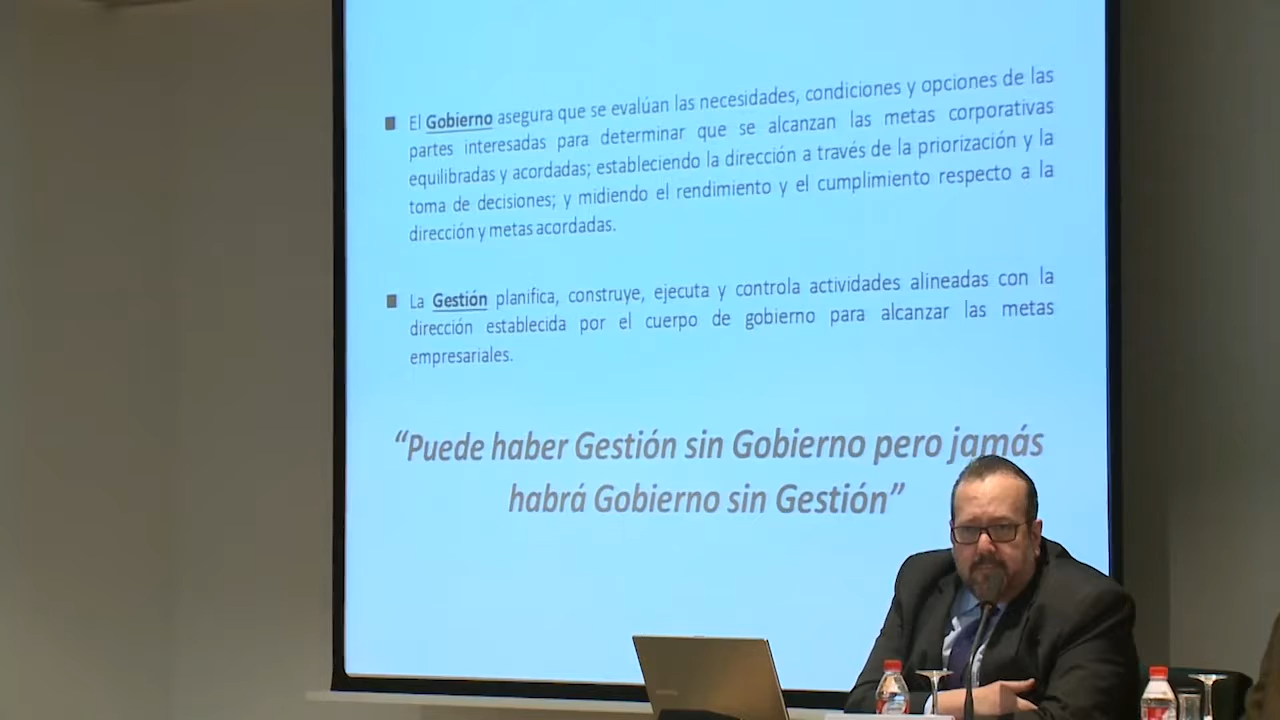 ■ El Gobierno asegura que se evalúan las necesidades, condiciones y opciones de las
partes interesadas para determinar que se alcanzan las metas corporativas
equilibradas y acordadas; estableciendo la dirección a través de la priorización y la
toma de decisiones; y midiendo el rendimiento y el cumplimiento respecto a la
dirección y metas acordadas.
■ La Gestión planifica, construye, ejecuta y controla actividades alineadas con la
dirección establecida por el cuerpo de gobierno para alcanzar las metas
empresariales.
“Puede haber Gestión sin Gobierno pero jamás
habrá Gobierno sin Gestión”